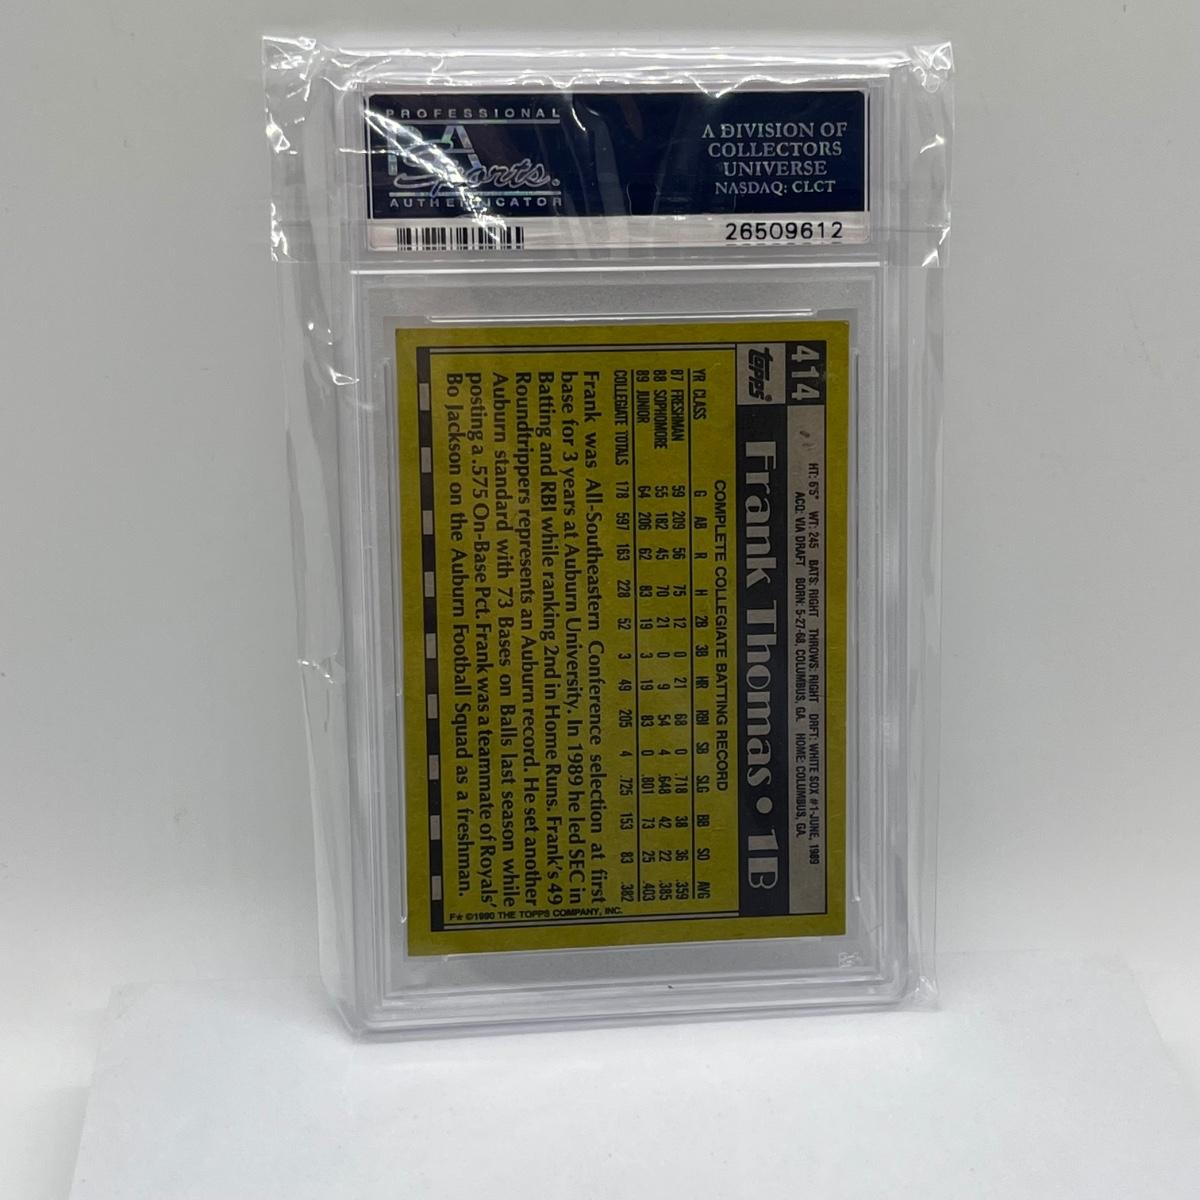 PROFESSIONAL
PSA
Sports®
AUTHENTICATOR
A DIVISION OF
COLLECTORS
UNIVERSE
NASDAQ: CLCT
26509612
414
HT: 6'5" WT: 245 BATS: RIGHT THROWS: RIGHT DRFT: WHITE SOX #1-JUNE, 1989
ACQ: VIA DRAFT BORN: 5-27-68, COLUMBUS, GA. HOME: COLUMBUS, GA.
topps®
Frank Thomas • 1B
COMPLETE COLLEGIATE BATTING RECORD
YR CLASS G AB R H 2B 3B HR RBI SB SLG BB SO AVG
87 FRESHMAN 59 209 56 75 12 0 21 68 0 .718 38 36 .359
88 SOPHOMORE 55 182 45 70 21 0 9 54 4 .648 42 22 .385
89 JUNIOR 64 206 62 83 19 3 19 83 0 .801 73 25 .403
COLLEGIATE TOTALS 178 597 163 228 52 3 49 205 4 .725 153 83 .382
Frank was All-Southeastern Conference selection at first
base for 3 years at Auburn University. In 1989 he led SEC in
Batting and RBI while ranking 2nd in Home Runs. Frank's 49
Roundtrippers represents an Auburn record. He set another
Auburn standard with 73 Bases on Balls last season while
posting a .575 On-Base Pct. Frank was a teammate of Royals'
Bo Jackson on the Auburn Football Squad as a freshman.
F★ ©1990 THE TOPPS COMPANY, INC.